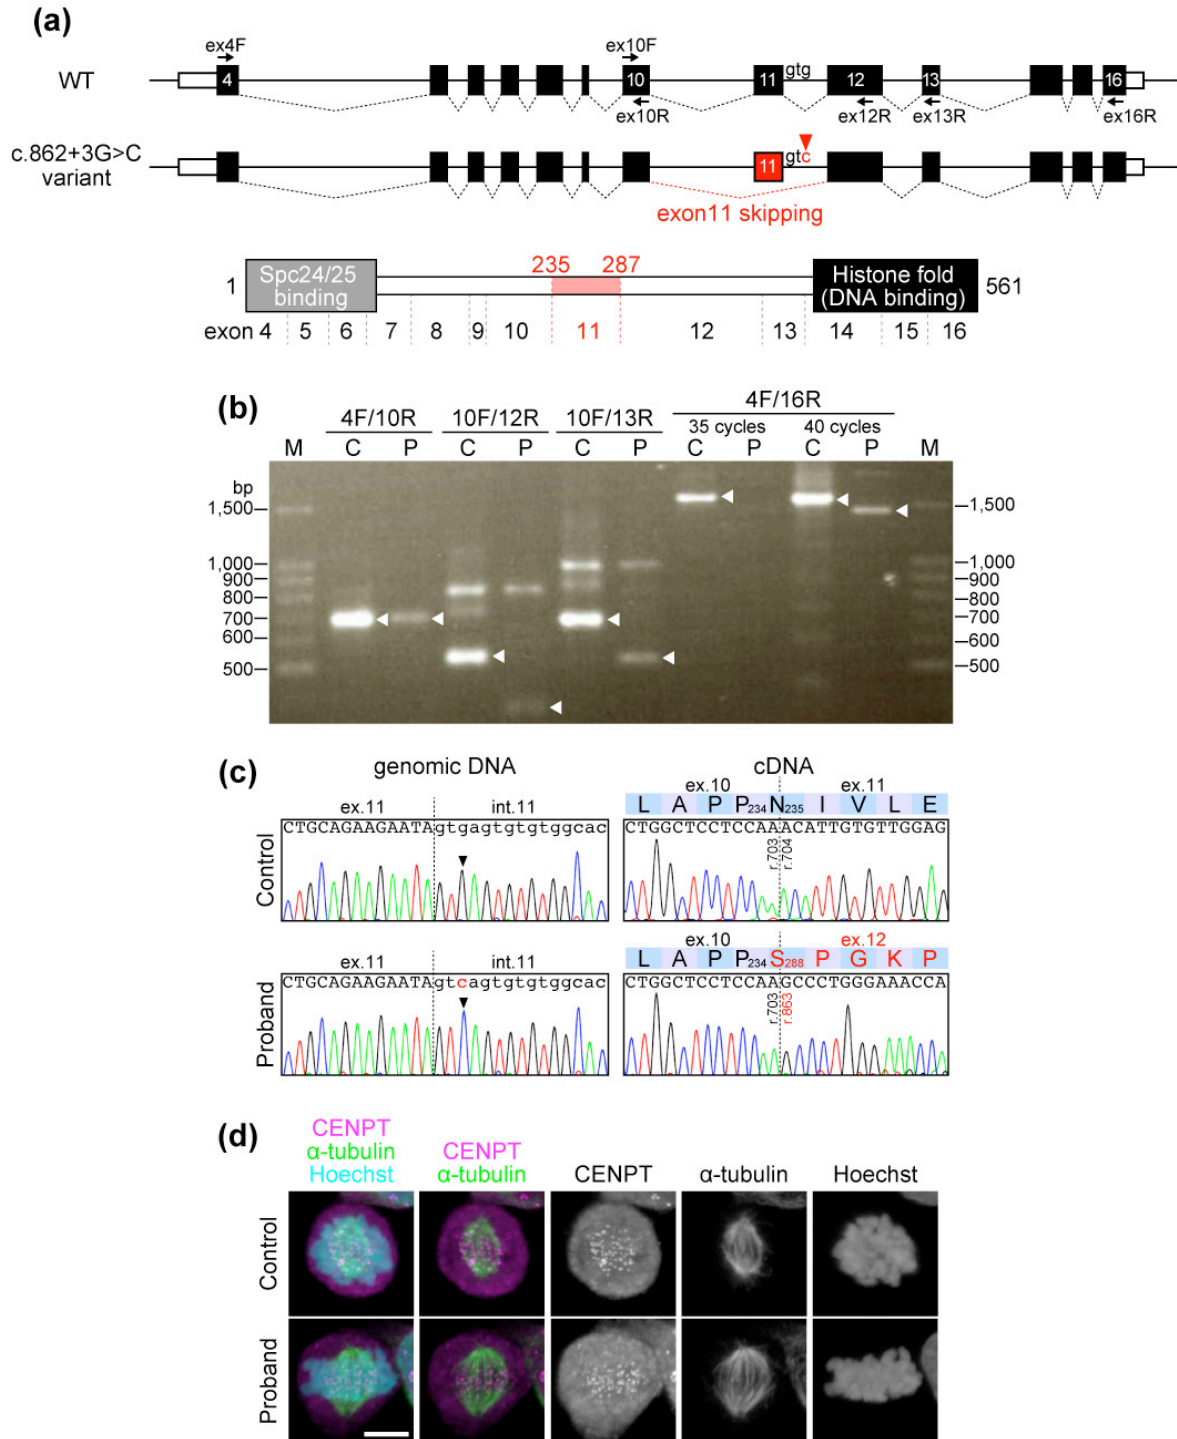 (a)
ex4F
ex10F
WT
4
10
11
gtg
12
13
16
ex10R
ex12R
ex13R
ex16R
c.862+3G>C
variant
11
gtc
exon11 skipping
235
287
1
Spc24/25
binding
Histone fold
(DNA binding)
561
exon 4 5 6 7 8 9 10 11 12 13 14 15 16
(b)
4F/16R
4F/10R 10F/12R 10F/13R 35 cycles 40 cycles
M C P C P C P C P C P M
bp
1,500 1,500
1,000 1,000
900 900
800 800
700 700
600 600
500 500
(c)
genomic DNA
cDNA
ex.10 ex.11
ex.11 int.11
L A P P234 N235 I V L E
CTGCAGAAGAATAgtgagtgtgtggcac
CTGGCTCCTCCAAACATTGTGTTGGAG
r.703
r.704
Control
ex.10 ex.12
ex.11 int.11
L A P P234 S288 P G K P
CTGCAGAAGAATAgtcagtgtgtggcac
CTGGCTCCTCCAAGCCCTGGGAAACCA
r.703
r.863
Proband
(d)
CENPT
α-tubulin
Hoechst
CENPT
α-tubulin
CENPT
α-tubulin
Hoechst
Control
Proband